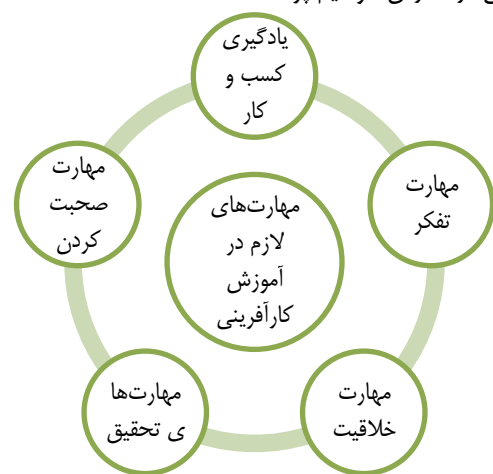 یادگیری
کسب و
کار
مهارت
تفکر
مهارت
خلاقیت
مهارت‌ها
ی تحقیق
مهارت
صحبت
کردن
مهارت‌های
لازم در
آموزش
کارآفرینی